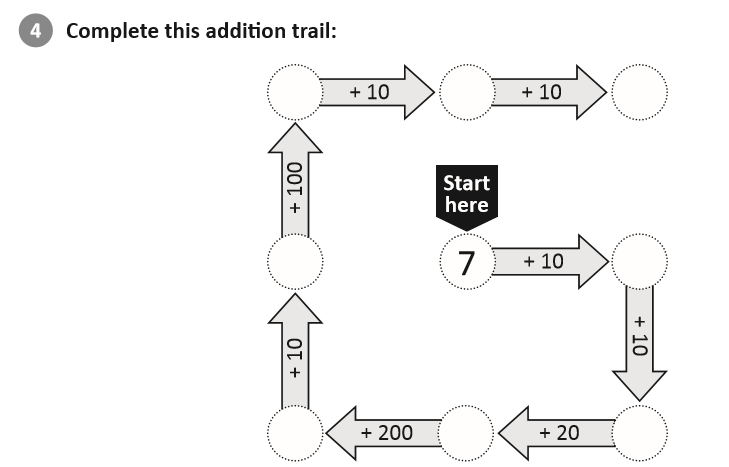 4 Complete this addition trail:
+ 10 + 10
+ 100
Start
here
7 + 10
+ 10
+ 10
+ 200 + 20